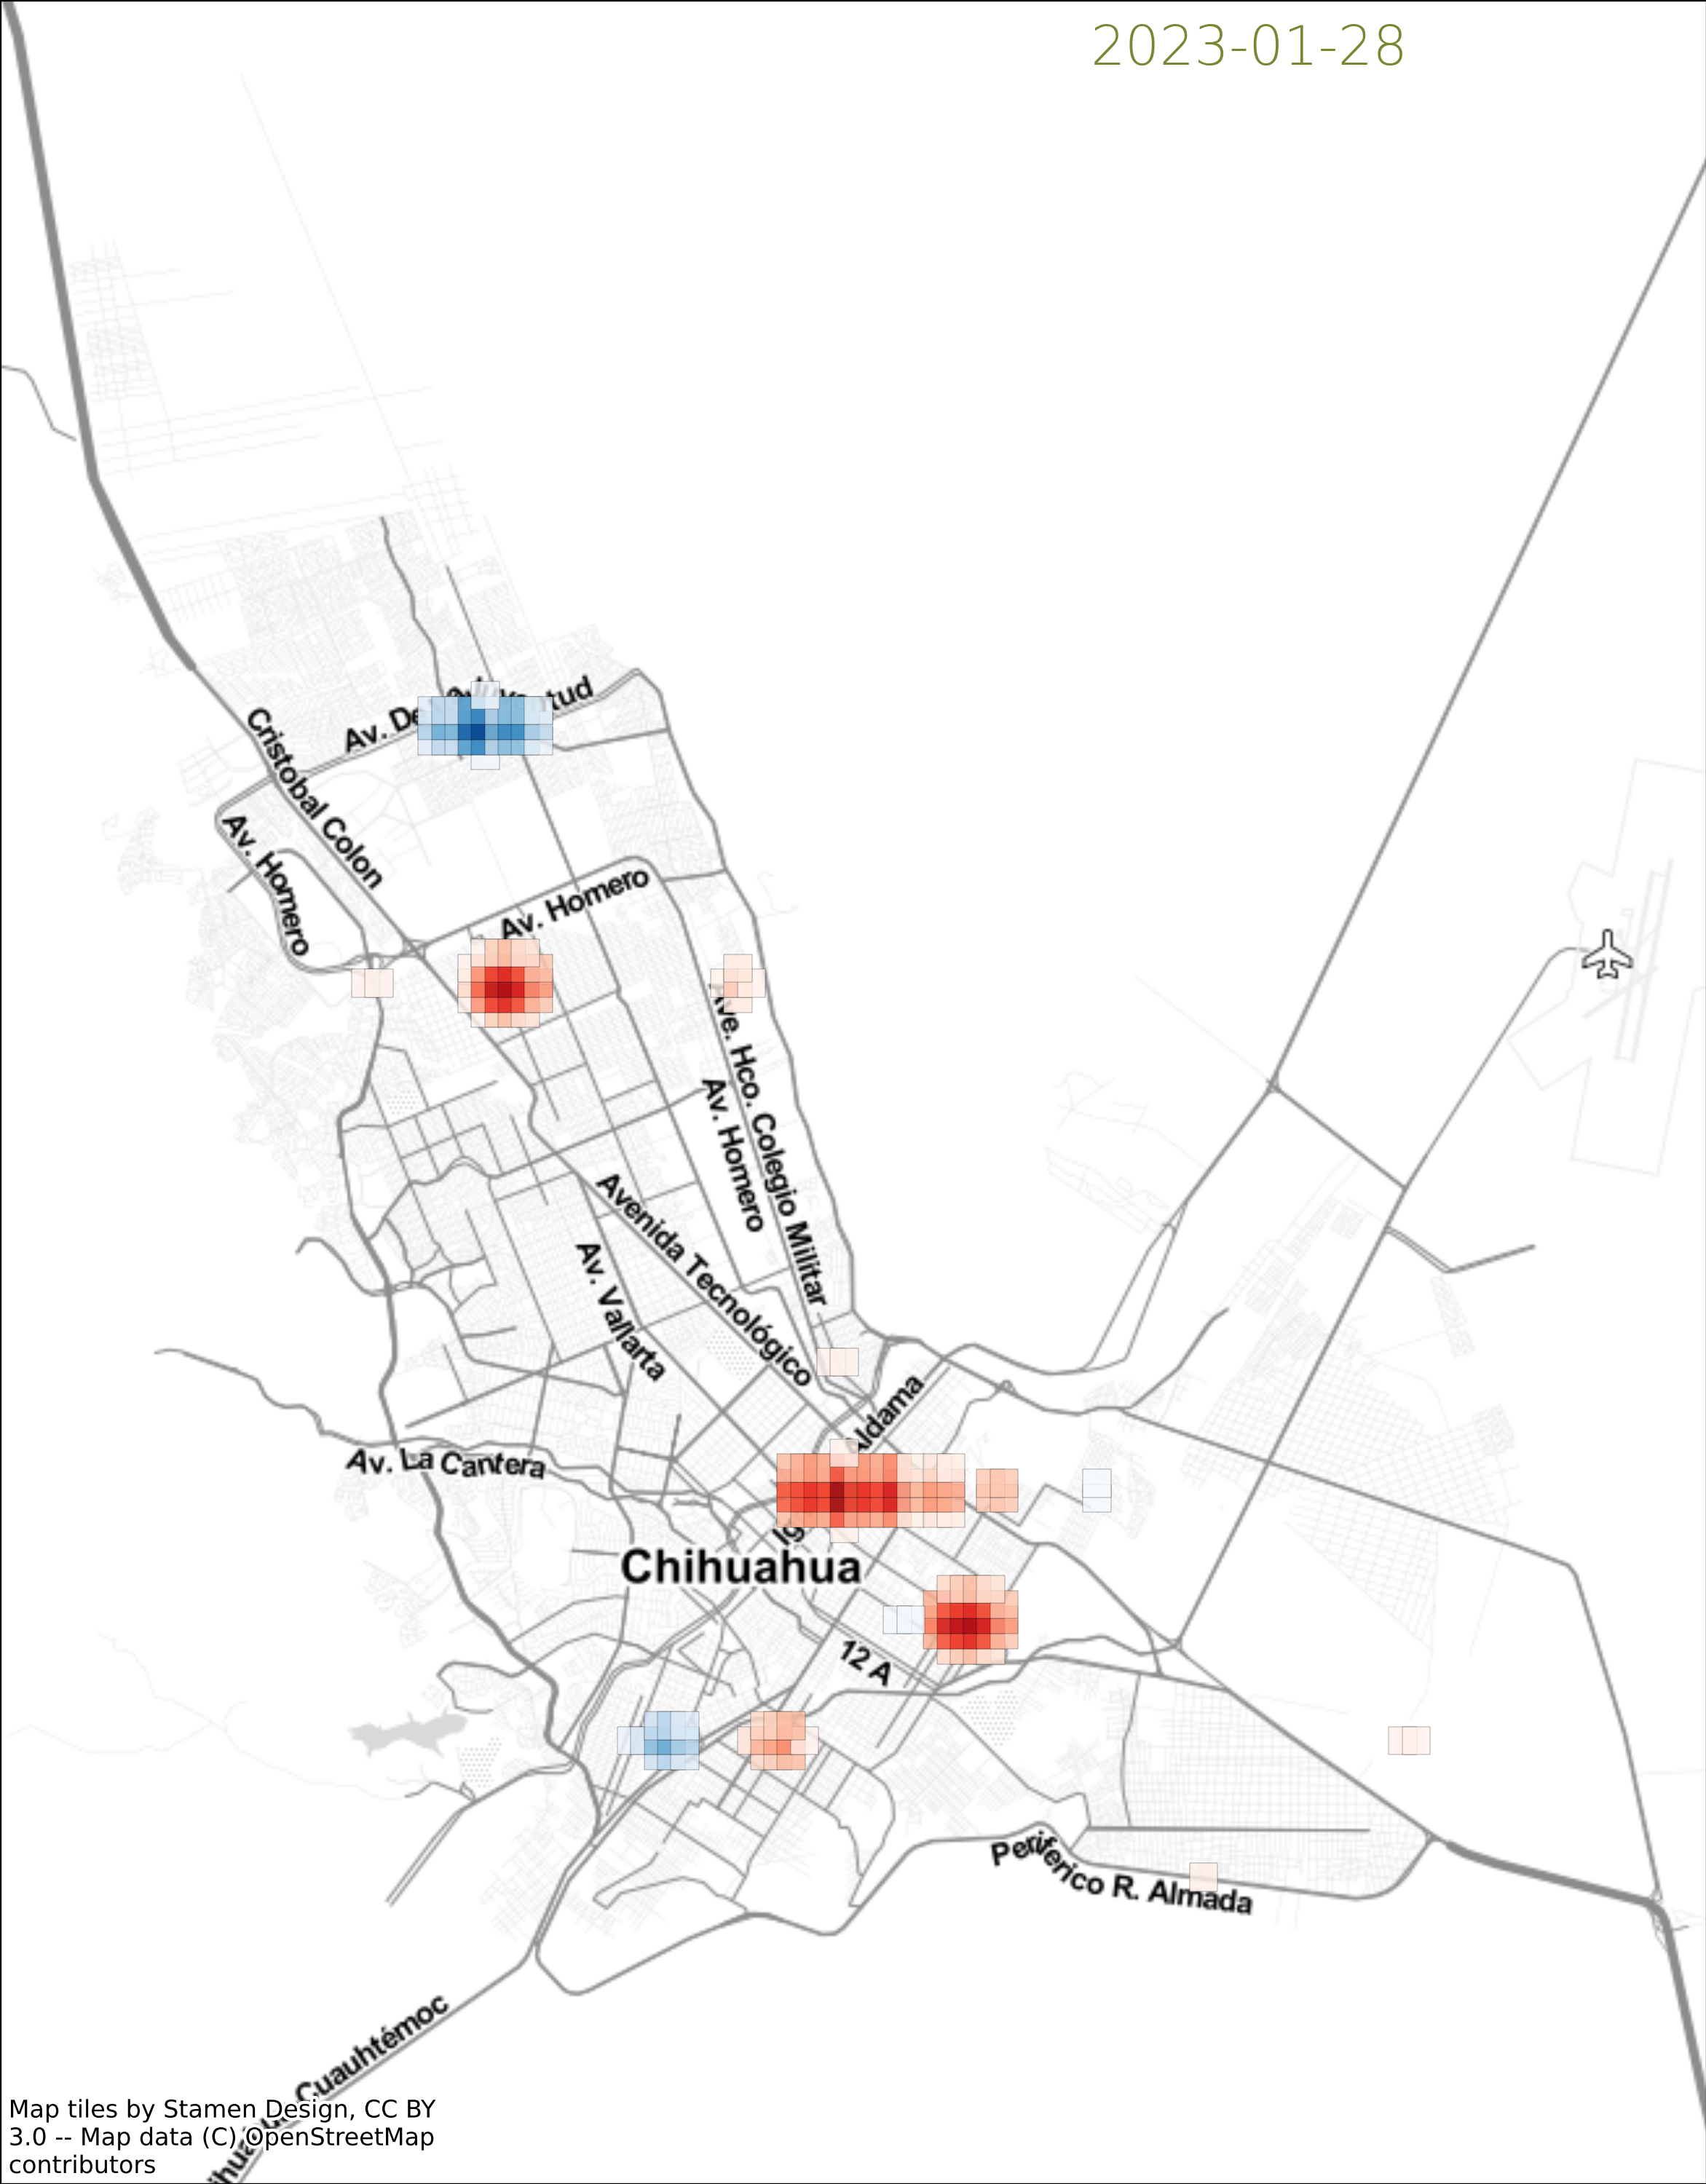 2023-01-28
Av. De
tud
Cristobal Colon
Av. Homero
Av. Homero
Ave. Hco. Colegio Militar
Av. Homero
Avenida Tecnológico
Av. Vallarta
Aldama
Av. La Cantera
Chihuahua
12 A
Periferico R. Almada
Cuauhtémoc
Map tiles by Stamen Design, CC BY
3.0 -- Map data (C) OpenStreetMap
contributors